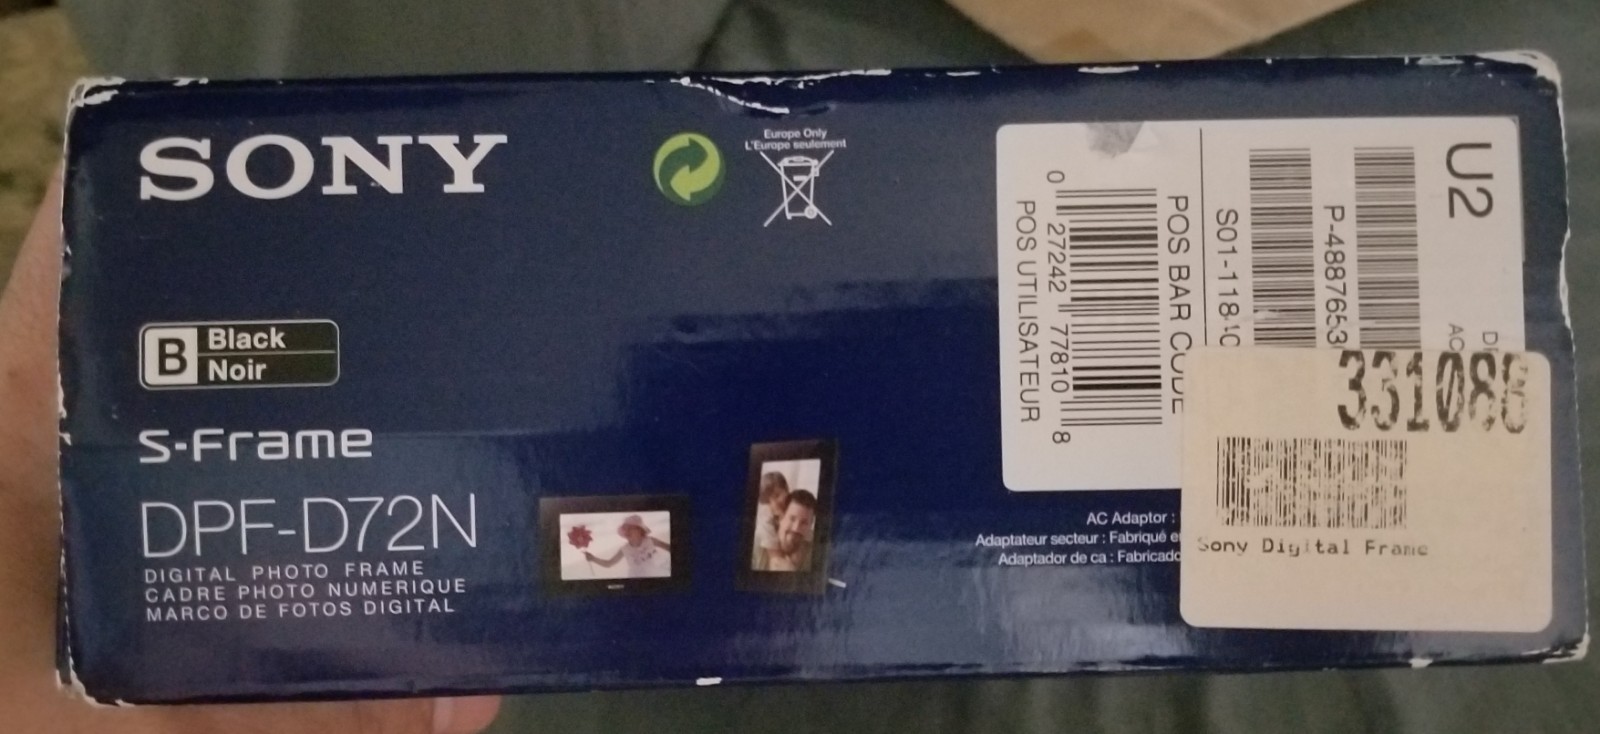 SONY
Europe Only
L'Europe seulement
B
Black
Noir
S-Frame
DPF-D72N
DIGITAL PHOTO FRAME
CADRE PHOTO NUMERIQUE
MARCO DE FOTOS DIGITAL
SONY
U2
P-4887653
POS BAR CODE
0 27242 77810 8
POS UTILISATEUR
AC Adaptor :
Adaptateur secteur : Fabriqué
Adaptador de ca : Fabricado
Sony Digital Frame